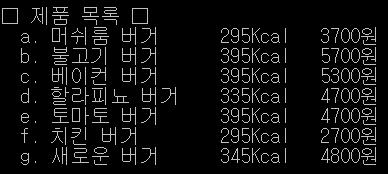 □ 제품 목록 □
a. 머쉬룸 버거 295Kcal 3700원
b. 불고기 버거 395Kcal 5700원
c. 베이컨 버거 395Kcal 5300원
d. 할라피뇨 버거 335Kcal 4700원
e. 토마토 버거 395Kcal 4700원
f. 치킨 버거 295Kcal 2700원
g. 새로운 버거 345Kcal 4800원